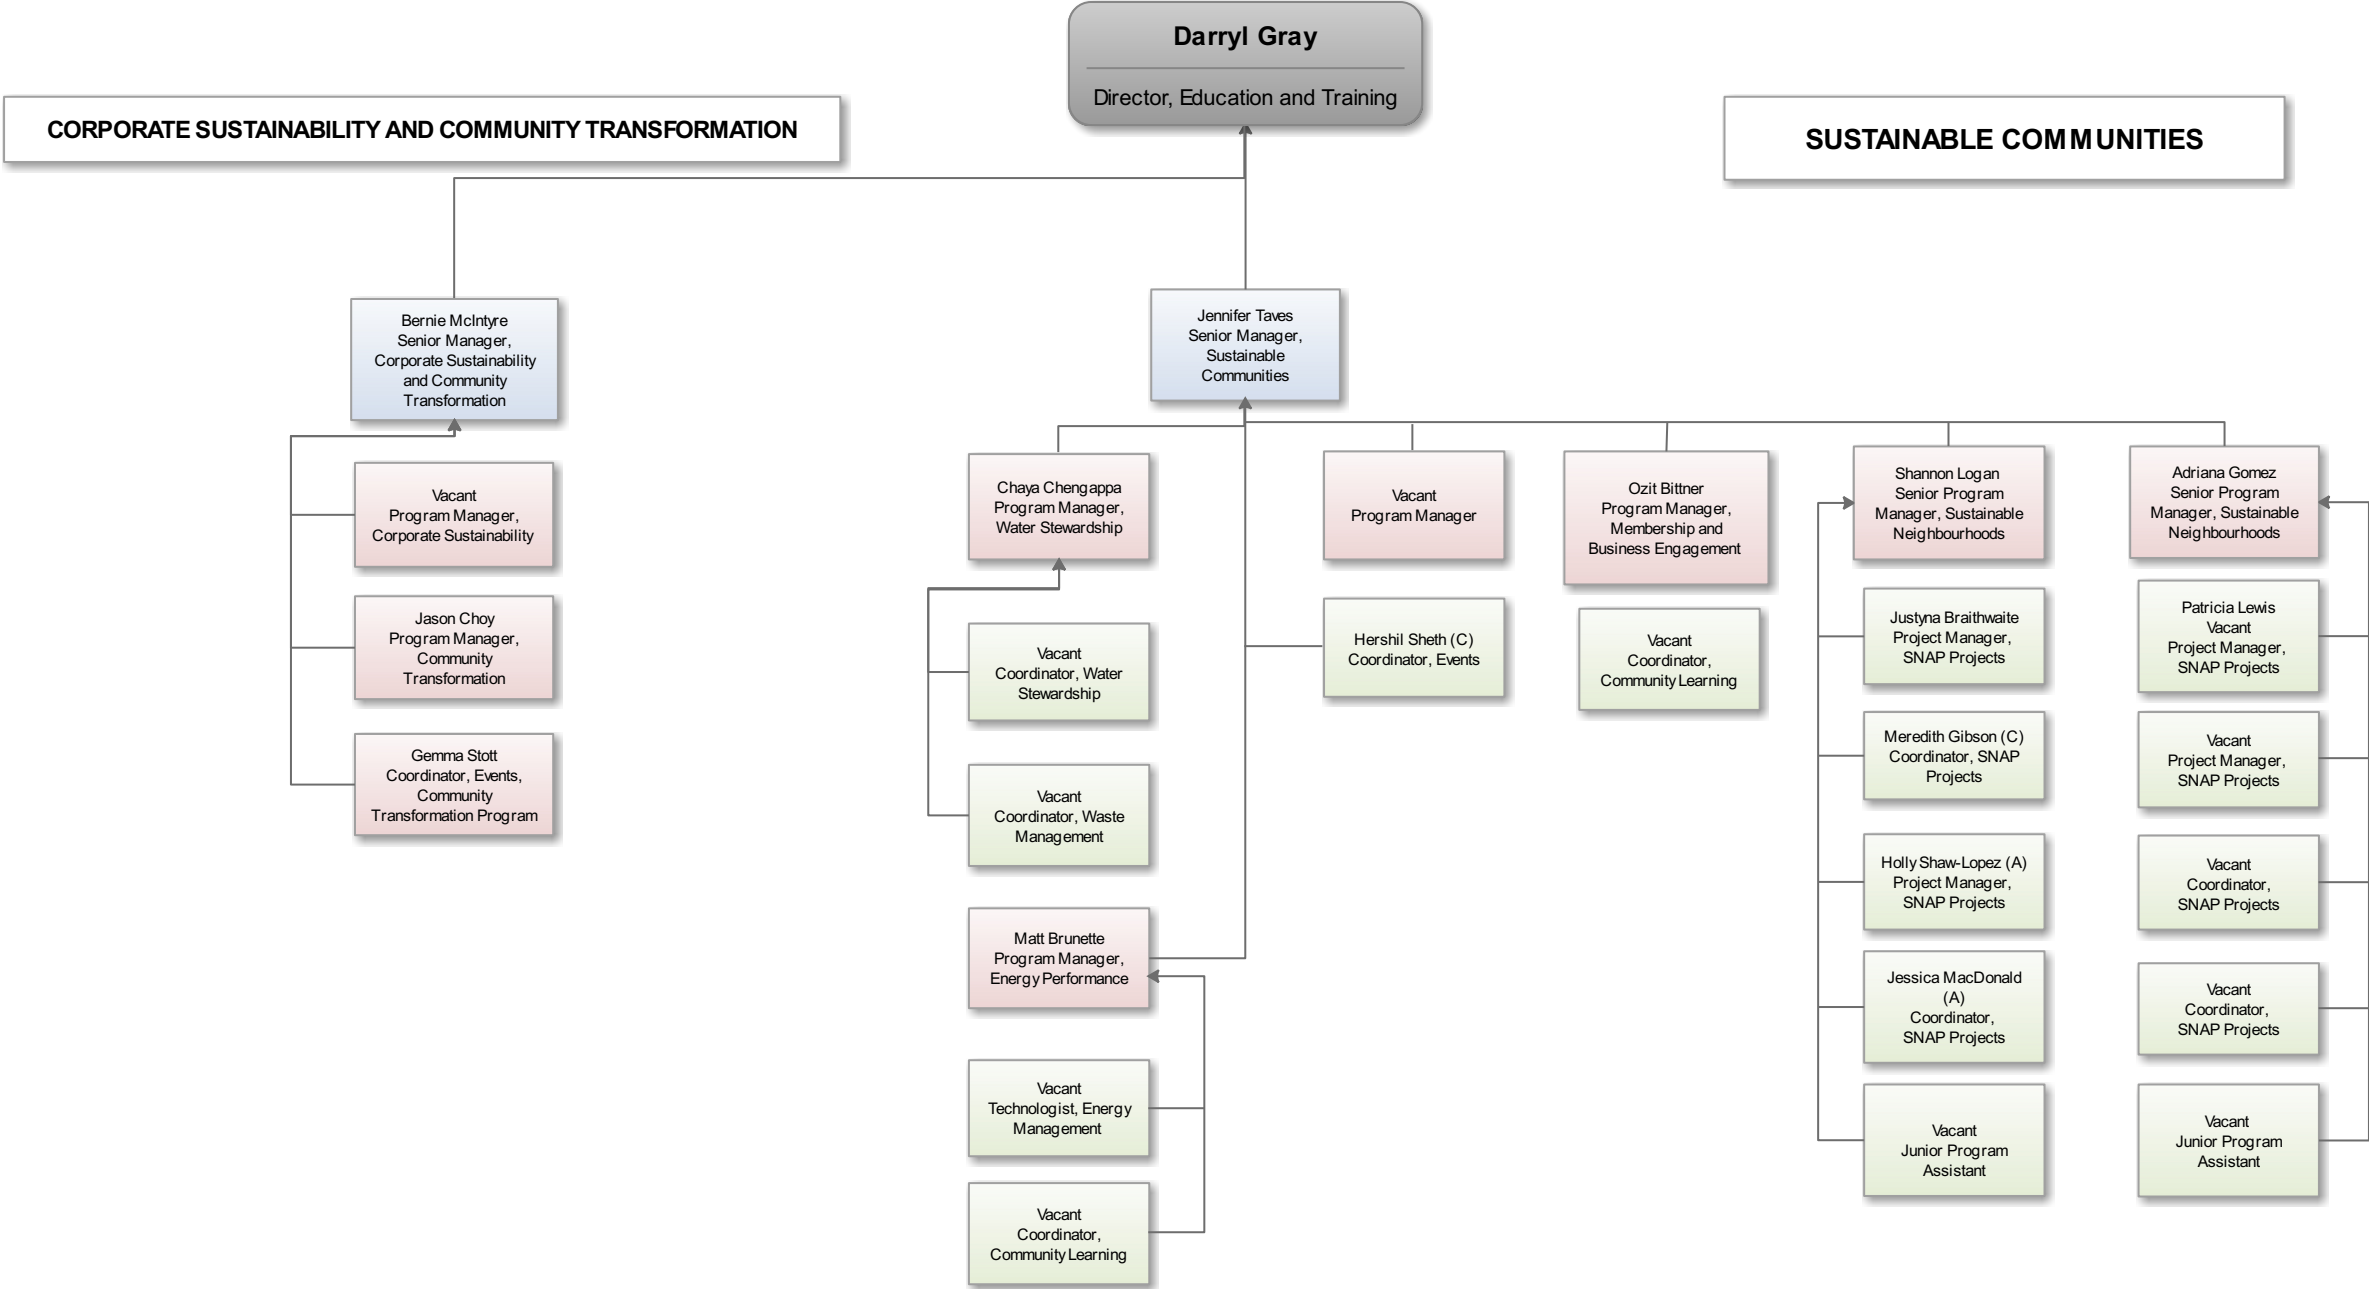 Darryl Gray
Director, Education and Training
CORPORATE SUSTAINABILITY AND COMMUNITY TRANSFORMATION
SUSTAINABLE COMMUNITIES
Bernie McIntyre
Senior Manager,
Corporate Sustainability
and Community
Transformation
Vacant
Program Manager,
Corporate Sustainability
Jason Choy
Program Manager,
Community
Transformation
Gemma Stott
Coordinator, Events,
Community
Transformation Program
Jennifer Taves
Senior Manager,
Sustainable
Communities
Chaya Chengappa
Program Manager,
Water Stewardship
Vacant
Coordinator, Water
Stewardship
Vacant
Coordinator, Waste
Management
Matt Brunette
Program Manager,
Energy Performance
Vacant
Technologist, Energy
Management
Vacant
Coordinator,
Community Learning
Vacant
Program Manager
Hershil Sheth (C)
Coordinator, Events
Ozit Bittner
Program Manager,
Membership and
Business Engagement
Vacant
Coordinator,
Community Learning
Shannon Logan
Senior Program
Manager, Sustainable
Neighbourhoods
Justyna Braithwaite
Project Manager,
SNAP Projects
Meredith Gibson (C)
Coordinator, SNAP
Projects
Holly Shaw-Lopez (A)
Project Manager,
SNAP Projects
Jessica MacDonald
(A)
Coordinator,
SNAP Projects
Vacant
Junior Program
Assistant
Adriana Gomez
Senior Program
Manager, Sustainable
Neighbourhoods
Patricia Lewis
Vacant
Project Manager,
SNAP Projects
Vacant
Project Manager,
SNAP Projects
Vacant
Coordinator,
SNAP Projects
Vacant
Coordinator,
SNAP Projects
Vacant
Junior Program
Assistant